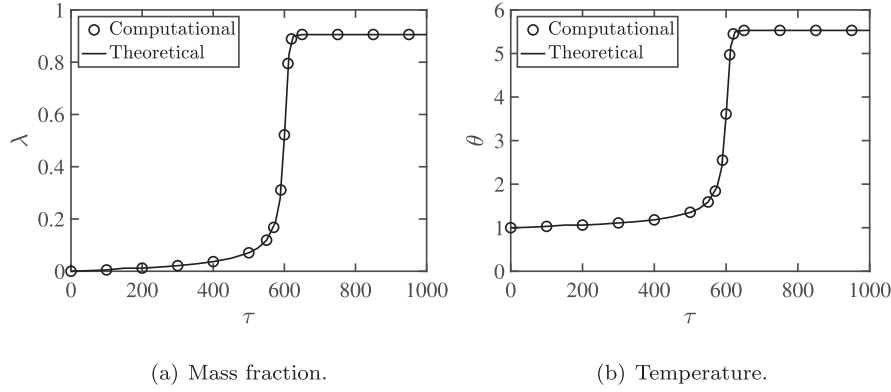 1
0.8
0.6
0.4
0.2
0
λ
Computational
Theoretical
0 200 400 600 800 1000
τ
(a) Mass fraction.
6
5
4
3
2
1
0
θ
Computational
Theoretical
0 200 400 600 800 1000
τ
(b) Temperature.